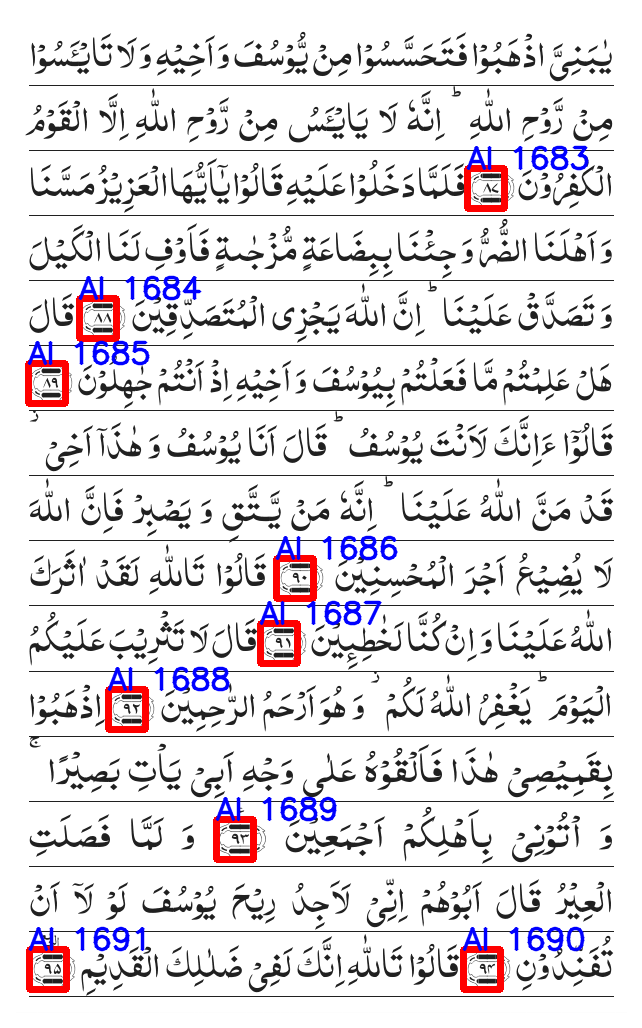 يٰبَنِىَّ اذۡهَبُوۡا فَتَحَسَّسُوۡا مِنۡ يُّوۡسُفَ وَ اَخِيۡهِ وَ لَا تَايۡـَٔسُوۡا
مِنۡ رَّوۡحِ اللّٰهِ ؕ اِنَّهٗ لَا يَايۡـَٔسُ مِنۡ رَّوۡحِ اللّٰهِ اِلَّا الۡقَوۡمُ
AI 1683
الۡكٰفِرُوۡنَ ﴿۸۷﴾ فَلَمَّا دَخَلُوۡا عَلَيۡهِ قَالُوۡا يٰۤاَيُّهَا الۡعَزِيۡزُ مَسَّنَا
وَ اَهۡلَنَا الضُّرُّ وَ جِئۡنَا بِبِضَاعَةٍ مُّزۡجٰٮةٍ فَاَوۡفِ لَنَا الۡكَيۡلَ
AI 1684
وَ تَصَدَّقۡ عَلَيۡنَا ؕ اِنَّ اللّٰهَ يَجۡزِى الۡمُتَصَدِّقِيۡنَ ﴿۸۸﴾ قَالَ
AI 1685
هَلۡ عَلِمۡتُمۡ مَّا فَعَلۡتُمۡ بِيُوۡسُفَ وَ اَخِيۡهِ اِذۡ اَنۡتُمۡ جٰهِلُوۡنَ ﴿۸۹﴾
قَالُوۡۤا ءَاِنَّكَ لَاَنۡتَ يُوۡسُفُ ؕ قَالَ اَنَا يُوۡسُفُ وَ هٰذَاۤ اَخِىۡ ۫
قَدۡ مَنَّ اللّٰهُ عَلَيۡنَا ؕ اِنَّهٗ مَنۡ يَّتَّقِ وَ يَصۡبِرۡ فَاِنَّ اللّٰهَ
AI 1686
لَا يُضِيۡعُ اَجۡرَ الۡمُحۡسِنِيۡنَ ﴿۹۰﴾ قَالُوۡا تَاللّٰهِ لَقَدۡ اٰثَرَكَ
AI 1687
اللّٰهُ عَلَيۡنَا وَ اِنۡ كُنَّا لَخٰطِـِٕيۡنَ ﴿۹۱﴾ قَالَ لَا تَثۡرِيۡبَ عَلَيۡكُمُ
AI 1688
الۡيَوۡمَ ؕ يَغۡفِرُ اللّٰهُ لَكُمۡ ۫ وَ هُوَ اَرۡحَمُ الرّٰحِمِيۡنَ ﴿۹۲﴾ اِذۡهَبُوۡا
بِقَمِيۡصِىۡ هٰذَا فَاَلۡقُوۡهُ عَلٰى وَجۡهِ اَبِىۡ يَاۡتِ بَصِيۡرًا ۚ
AI 1689
وَ اۡتُوۡنِىۡ بِاَهۡلِكُمۡ اَجۡمَعِيۡنَ ﴿۹۳﴾ وَ لَمَّا فَصَلَتِ
الۡعِيۡرُ قَالَ اَبُوۡهُمۡ اِنِّىۡ لَاَجِدُ رِيۡحَ يُوۡسُفَ لَوۡ لَاۤ اَنۡ
AI 1690
AI 1691
تُفَنِّدُوۡنِ ﴿۹۴﴾ قَالُوۡا تَاللّٰهِ اِنَّكَ لَفِىۡ ضَلٰلِكَ الۡقَدِيۡمِ ﴿۹۵﴾